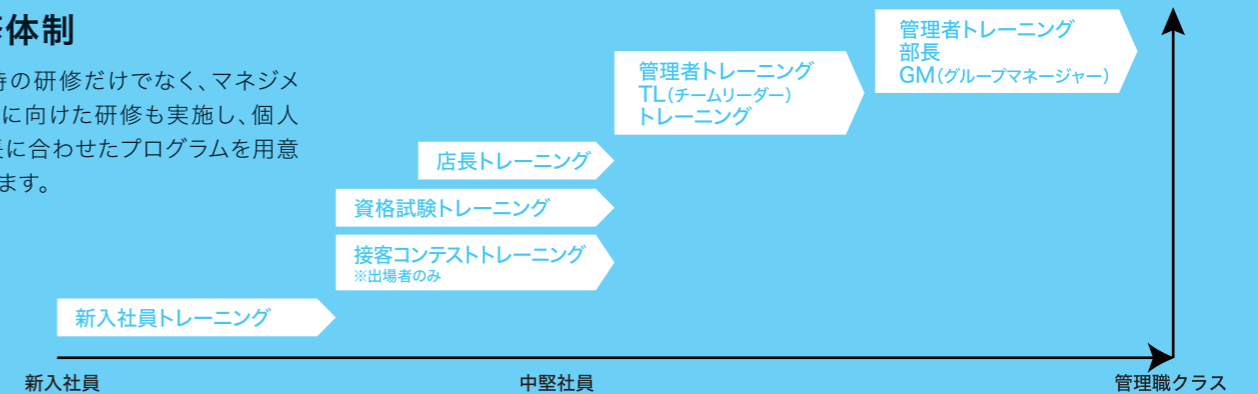 体制
の研修だけでなく、マネジメ
に向けた研修も実施し、個人
に合わせたプログラムを用意
ます。
管理者トレーニング
部長
GM(グループマネージャー)
管理者トレーニング
TL(チームリーダー)
トレーニング
店長トレーニング
資格試験トレーニング
接客コンテストトレーニング
※出場者のみ
新入社員トレーニング
新入社員
中堅社員
管理職クラス